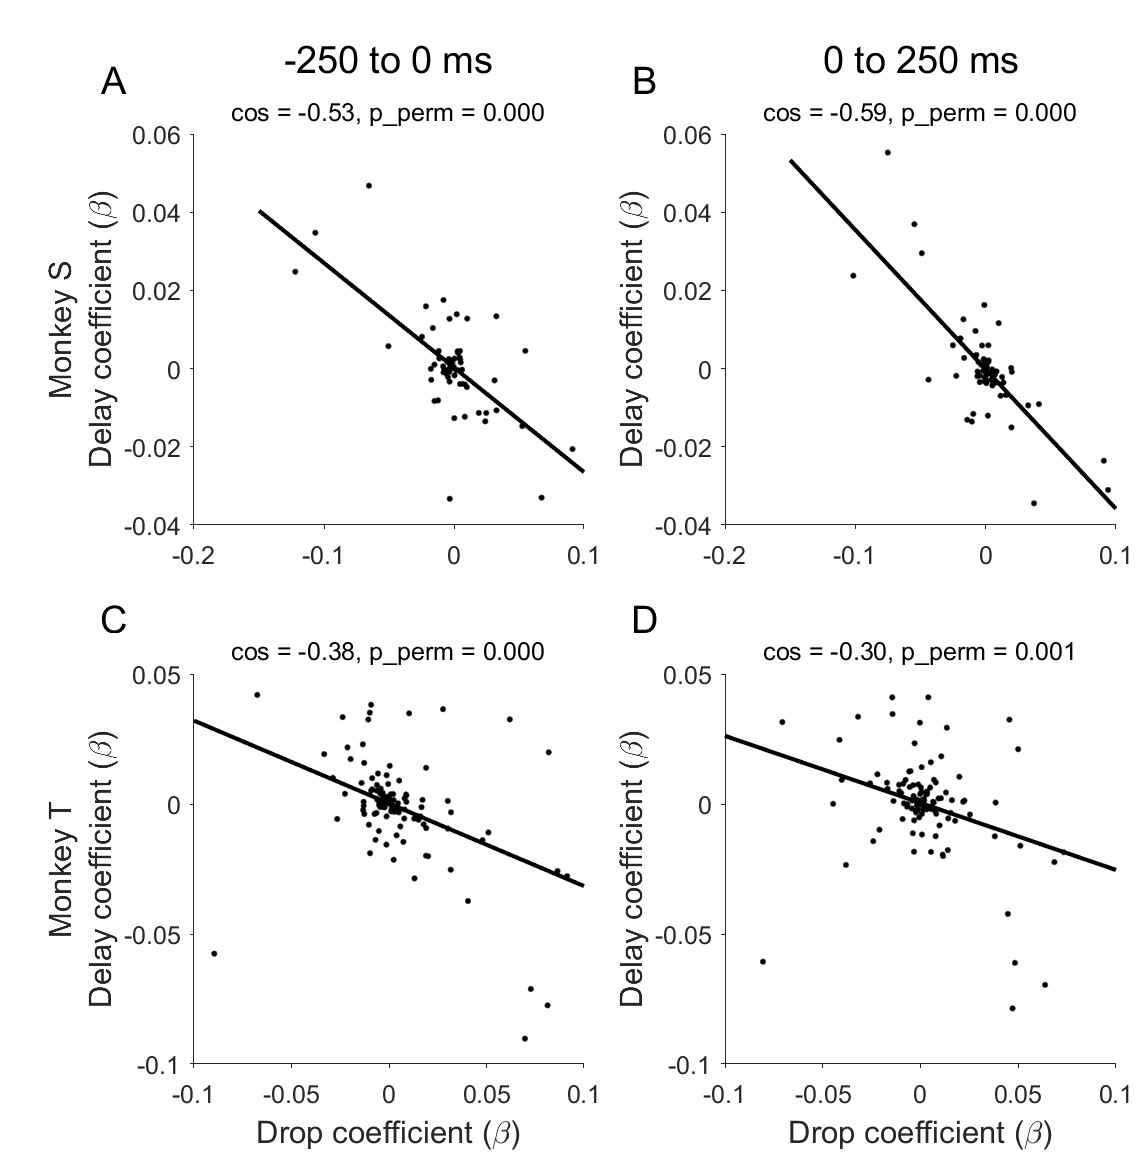 -250 to 0 ms
0 to 250 ms
A
cos = -0.53, p_perm = 0.000
0.06
0.04
0.02
0
-0.02
-0.04
-0.2
-0.1
0
0.1
Monkey S
Delay coefficient (β)
B
cos = -0.59, p_perm = 0.000
0.06
0.04
0.02
0
-0.02
-0.04
-0.2
-0.1
0
0.1
Delay coefficient (β)
C
cos = -0.38, p_perm = 0.000
0.05
0
-0.05
-0.1
-0.1
-0.05
0
0.05
0.1
Monkey T
Delay coefficient (β)
Drop coefficient (β)
D
cos = -0.30, p_perm = 0.001
0.05
0
-0.05
-0.1
-0.1
-0.05
0
0.05
0.1
Delay coefficient (β)
Drop coefficient (β)